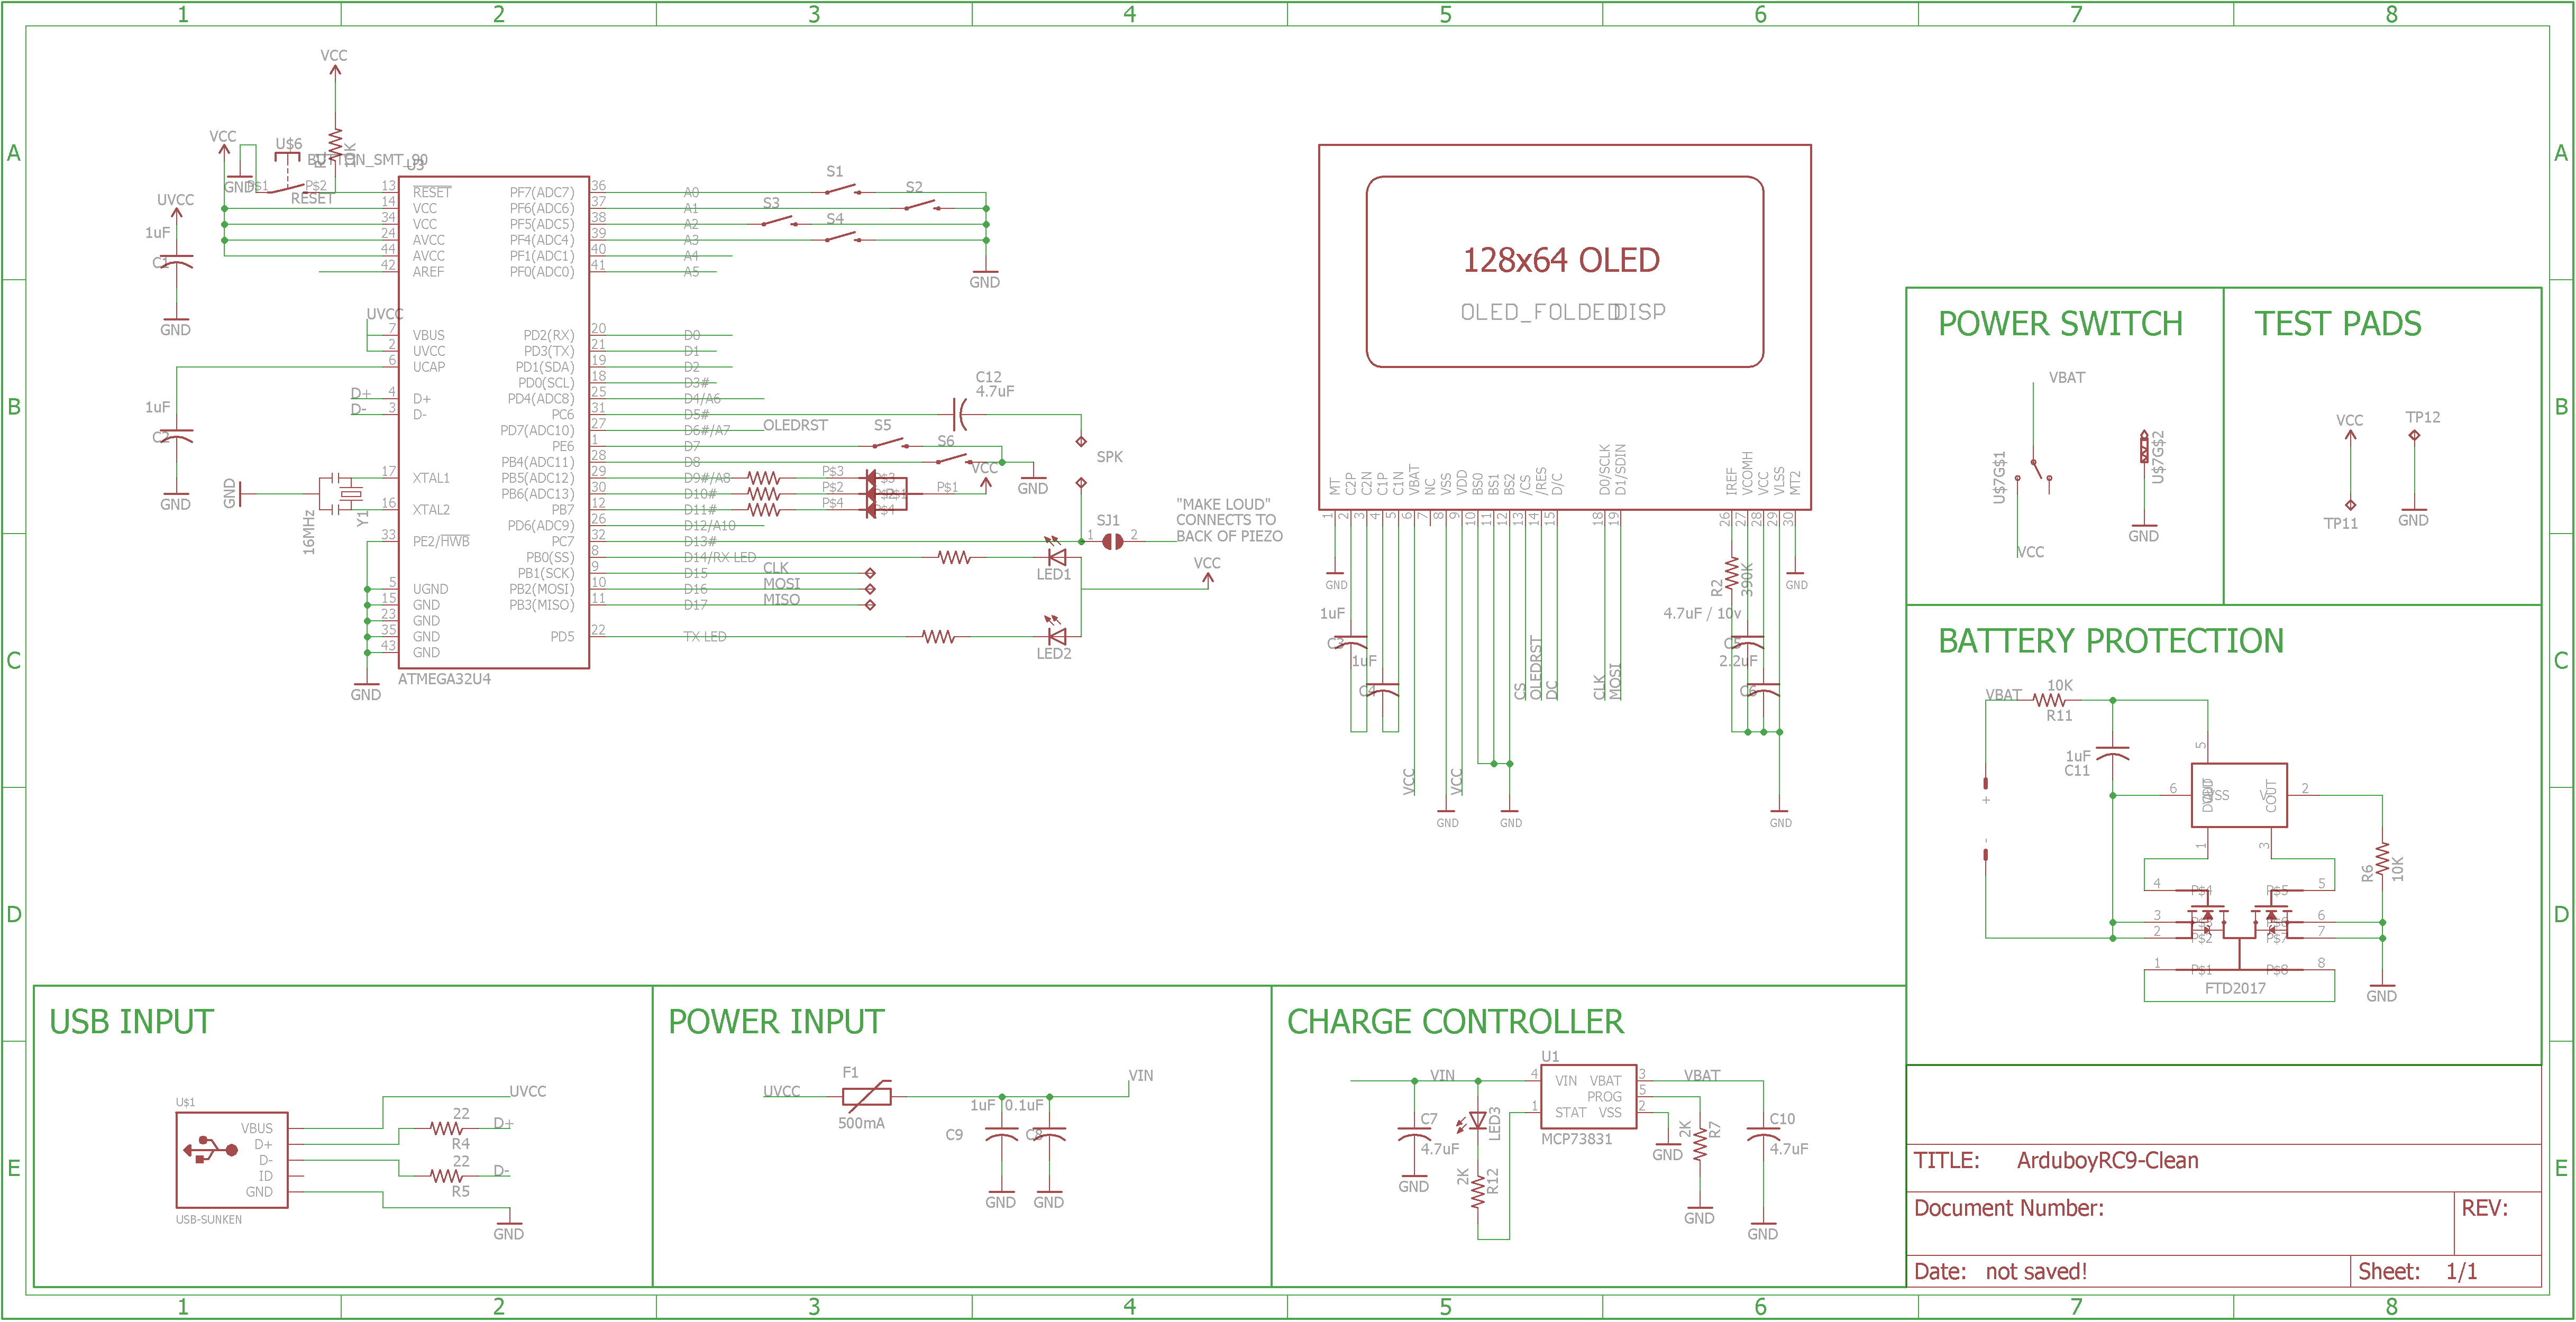 1 2 3 4 5 6 7 8
A
B
C
D
E
A
B
C
D
E
VCC
VCC
U$6
BUTTON_SMT_90
10K
GND
P$1
P$2
RESET
UVCC
1uF
C1
GND
U3
13 RESET
14 VCC
34 VCC
24 AVCC
44 AVCC
42 AREF
UVCC
7 VBUS
2 UVCC
6 UCAP
D+ 4 D+
D- 3 D-
17 XTAL1
16 XTAL2
33 PE2/HWB
5 UGND
15 GND
23 GND
35 GND
43 GND
GND
ATMEGA32U4
1uF
C2
GND
GND
16MHz
Y1
PF7(ADC7) 36 A0
PF6(ADC6) 37 A1
PF5(ADC5) 38 A2
PF4(ADC4) 39 A3
PF1(ADC1) 40 A4
PF0(ADC0) 41 A5
S1
S2
S3
S4
GND
PD2(RX) 20 D0
PD3(TX) 21 D1
PD1(SDA) 19 D2
PD0(SCL) 18 D3#
PD4(ADC8) 25 D4/A6
PC6 31 D5#
PD7(ADC10) 27 D6#/A7 OLEDRST
PE6 1 D7
PB4(ADC11) 28 D8
PB5(ADC12) 29 D9#/A8
PB6(ADC13) 30 D10#
PB7 12 D11#
PD6(ADC9) 26 D12/A10
PC7 32 D13#
PB0(SS) 8 D14/RX LED
PB1(SCK) 9 D15 CLK
PB2(MOSI) 10 D16 MOSI
PB3(MISO) 11 D17 MISO
PD5 22 TX LED
C12
4.7uF
S5
S6
VCC
GND
P$3
P$2
P$4
P$3
P$4
P$1
SPK
SJ1
1 2
"MAKE LOUD"
CONNECTS TO
BACK OF PIEZO
LED1
VCC
LED2
128x64 OLED
OLED_FOLDED
DISP
MT
C2P
C2N
C1P
C1N
VBAT
NC
VSS
VDD
BS0
BS1
BS2
/CS
/RES
D/C
D0/SCLK
D1/SDIN
IREF
VCOMH
VCC
VLSS
MT2
1 2 3 4 5 6 7 8 9 10 11 12 13 14 15 18 19 26 27 28 29 30
GND
1uF
C3
1uF
C4
VCC
VCC
GND
GND
CS
OLEDRST
DC
CLK
MOSI
R2
390K
4.7uF / 10v
C5
2.2uF
C6
GND
GND
POWER SWITCH
VBAT
U$7G$1
VCC
U$7G$2
GND
TEST PADS
VCC
TP11
TP12
GND
BATTERY PROTECTION
VBAT
10K
R11
1uF
C11
+
-
5
6
VSS
COUT
V-
2
1
3
R6
10K
4 P$4 P$5 5
3 6
2 P$2 P$7 7
1 P$1 P$8 8
FTD2017
GND
USB INPUT
U$1
VBUS
D+
D-
ID
GND
USB-SUNKEN
UVCC
22
R4
D+
22
R5
D-
GND
POWER INPUT
UVCC
F1
500mA
1uF
0.1uF
C9
C8
VIN
GND
GND
CHARGE CONTROLLER
VIN
C7
4.7uF
GND
LED3
2K
R12
U1
4 VIN VBAT 3
PROG 5
1 STAT VSS 2
MCP73831
VBAT
GND
2K
R7
GND
C10
4.7uF
GND
TITLE: ArduboyRC9-Clean
Document Number:
REV:
Date: not saved!
Sheet: 1/1
1 2 3 4 5 6 7 8